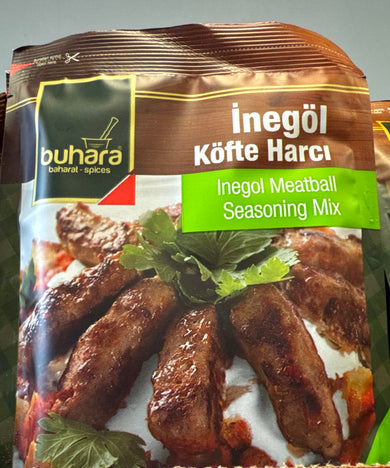 buhara
baharat - spices
İnegöl
Köfte Harcı
Inegol Meatball
Seasoning Mix